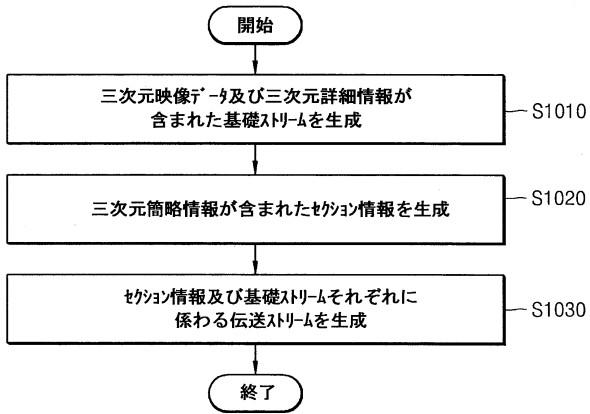 開始
三次元映像ﾃﾞｰﾀ及び三次元詳細情報が
含まれた基礎ｽﾄﾘｰﾑを生成
S1010
三次元簡略情報が含まれたｾｸｼｮﾝ情報を生成
S1020
ｾｸｼｮﾝ情報及び基礎ｽﾄﾘｰﾑそれぞれに
係わる伝送ｽﾄﾘｰﾑを生成
S1030
終了